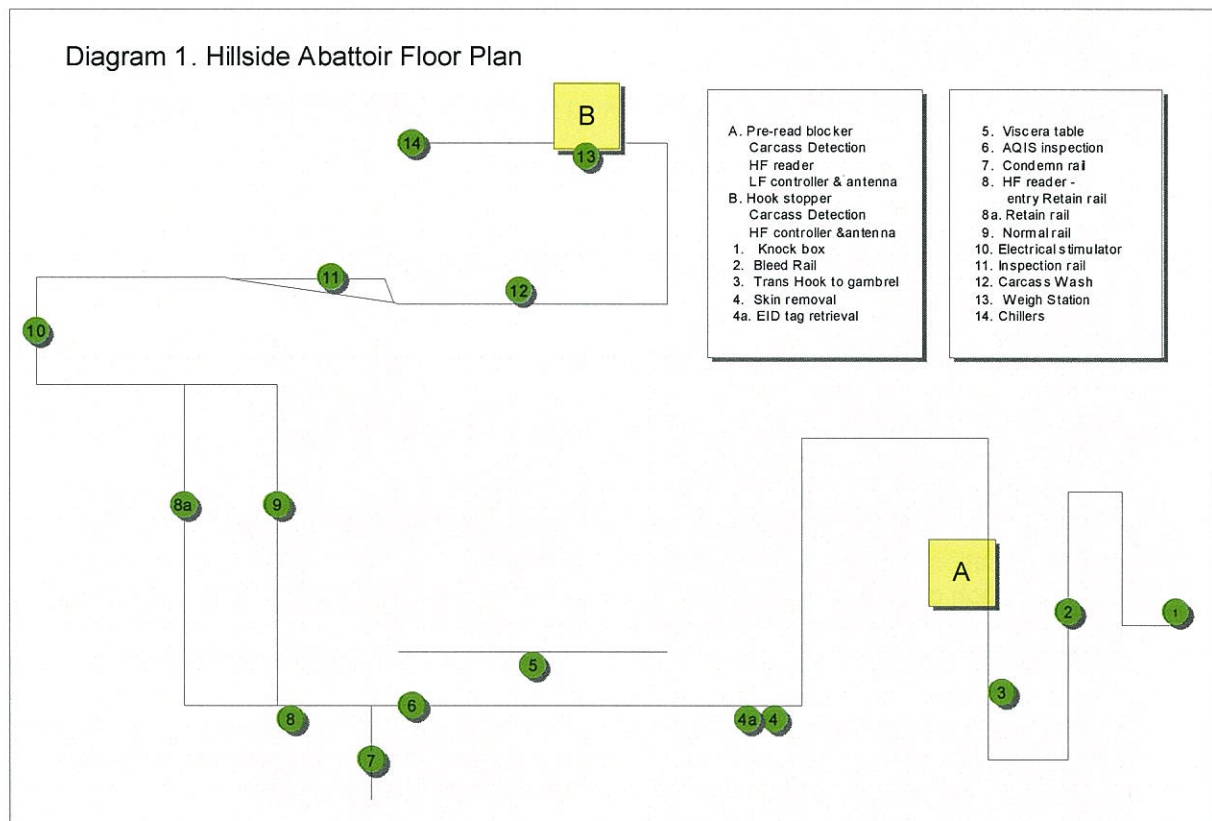 Diagram 1. Hillside Abattoir Floor Plan
B
14
13
A. Pre-read blocker
Carcass Detection
HF reader
LF controller & antenna
B. Hook stopper
Carcass Detection
HF controller &antenna
1. Knock box
2. Bleed Rail
3. Trans Hook to gambrel
4. Skin removal
4a. EID tag retrieval
5. Viscera table
6. AQIS inspection
7. Condemn rail
8. HF reader -
entry Retain rail
8a. Retain rail
9. Normal rail
10. Electrical stimulator
11. Inspection rail
12. Carcass Wash
13. Weigh Station
14. Chillers
11
12
10
8a
9
A
2
1
5
3
6
8
4a
4
7